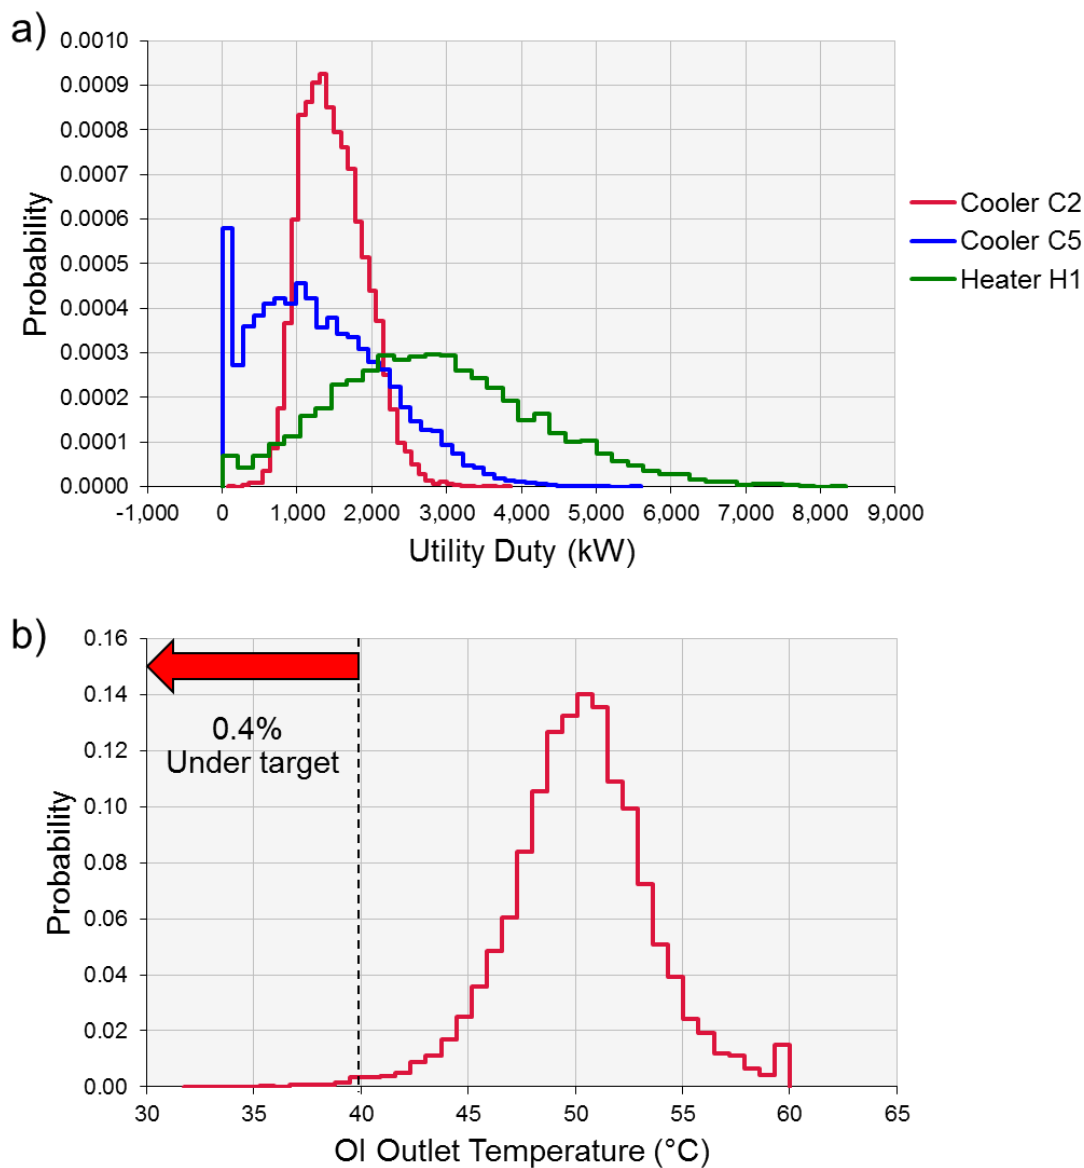 a)
0.0010
0.0009
0.0008
0.0007
0.0006
0.0005
0.0004
0.0003
0.0002
0.0001
0.0000
Probability
-1,000 0 1,000 2,000 3,000 4,000 5,000 6,000 7,000 8,000 9,000
Utility Duty (kW)
Cooler C2
Cooler C5
Heater H1
b)
0.16
0.14
0.12
0.10
0.08
0.06
0.04
0.02
0.00
Probability
0.4%
Under target
30 35 40 45 50 55 60 65
OI Outlet Temperature (°C)